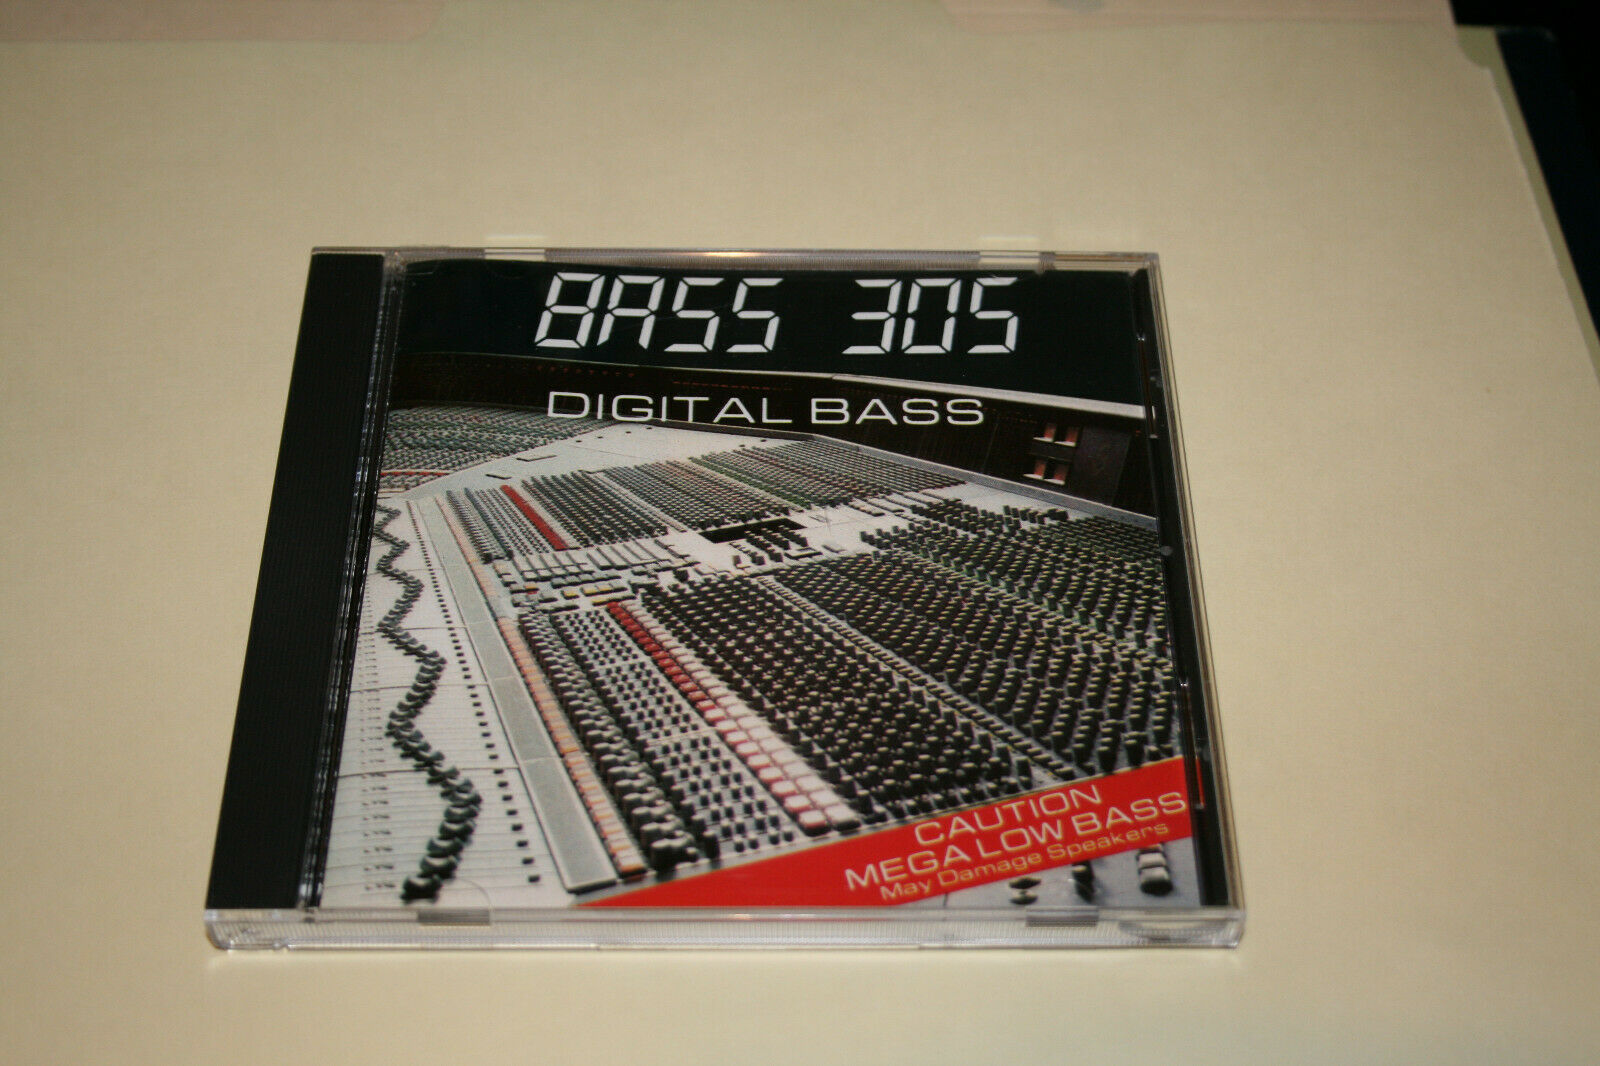 BASS 305
DIGITAL BASS
CAUTION
MEGA LOW BASS
May Damage Speakers